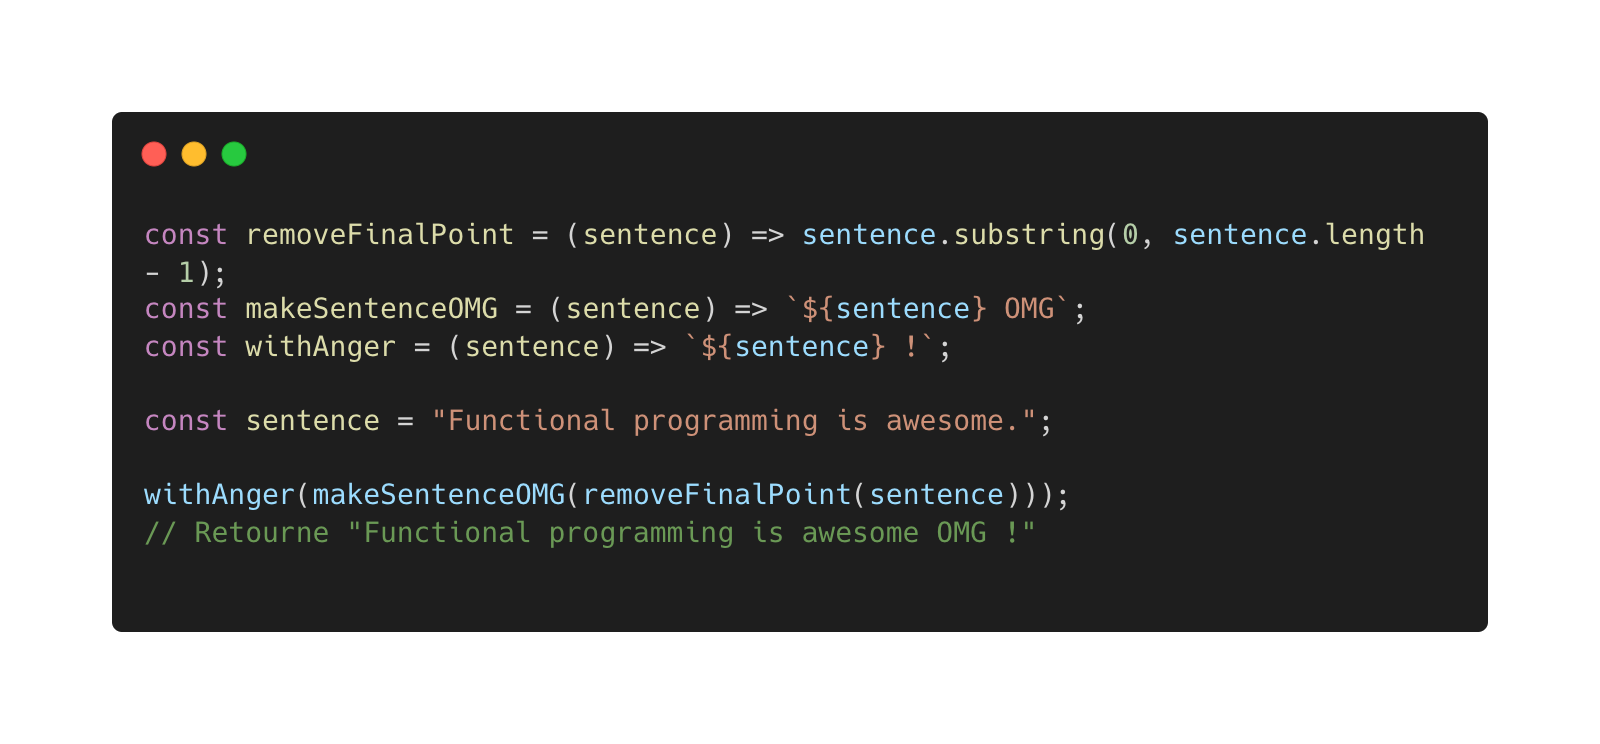 const removeFinalPoint = (sentence) => sentence.substring(0, sentence.length
- 1);
const makeSentenceOMG = (sentence) => `${sentence} OMG`;
const withAnger = (sentence) => `${sentence} !`;
const sentence = "Functional programming is awesome.";
withAnger(makeSentenceOMG(removeFinalPoint(sentence)));
// Retourne "Functional programming is awesome OMG !"